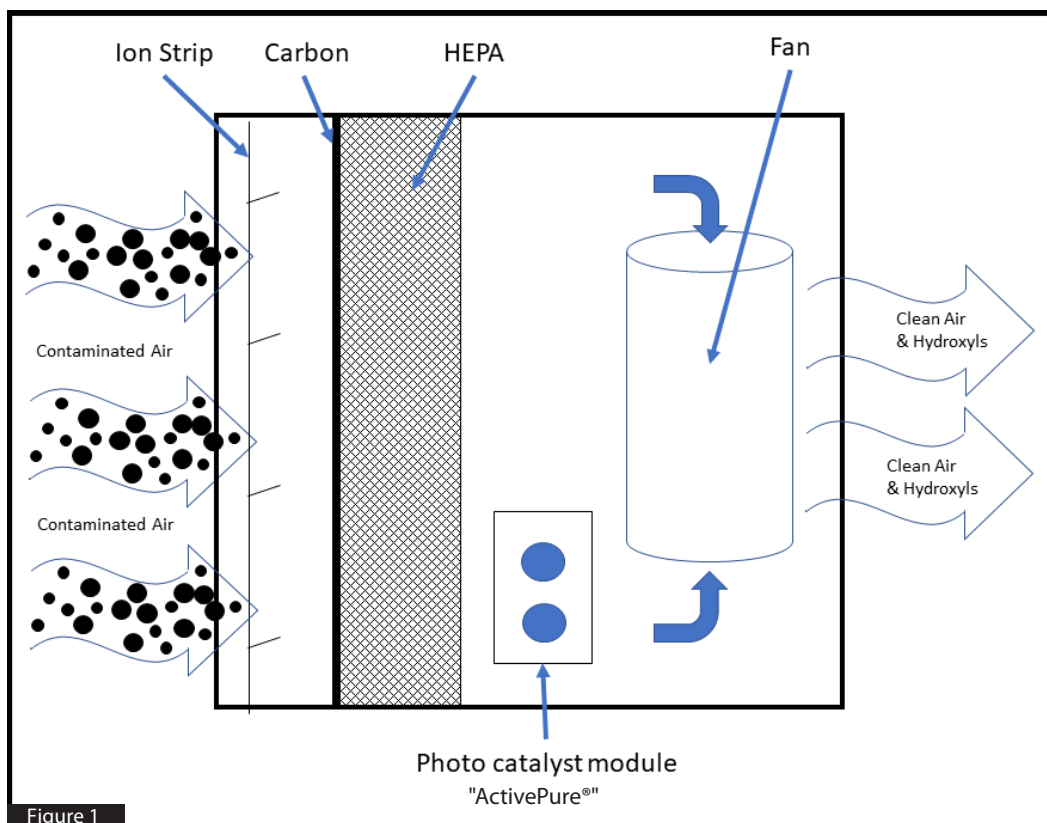 Ion Strip
Carbon
HEPA
Fan
Contaminated Air
Contaminated Air
Clean Air
& Hydroxyls
Clean Air
& Hydroxyls
Photo catalyst module
"ActivePure®"
Figure 1